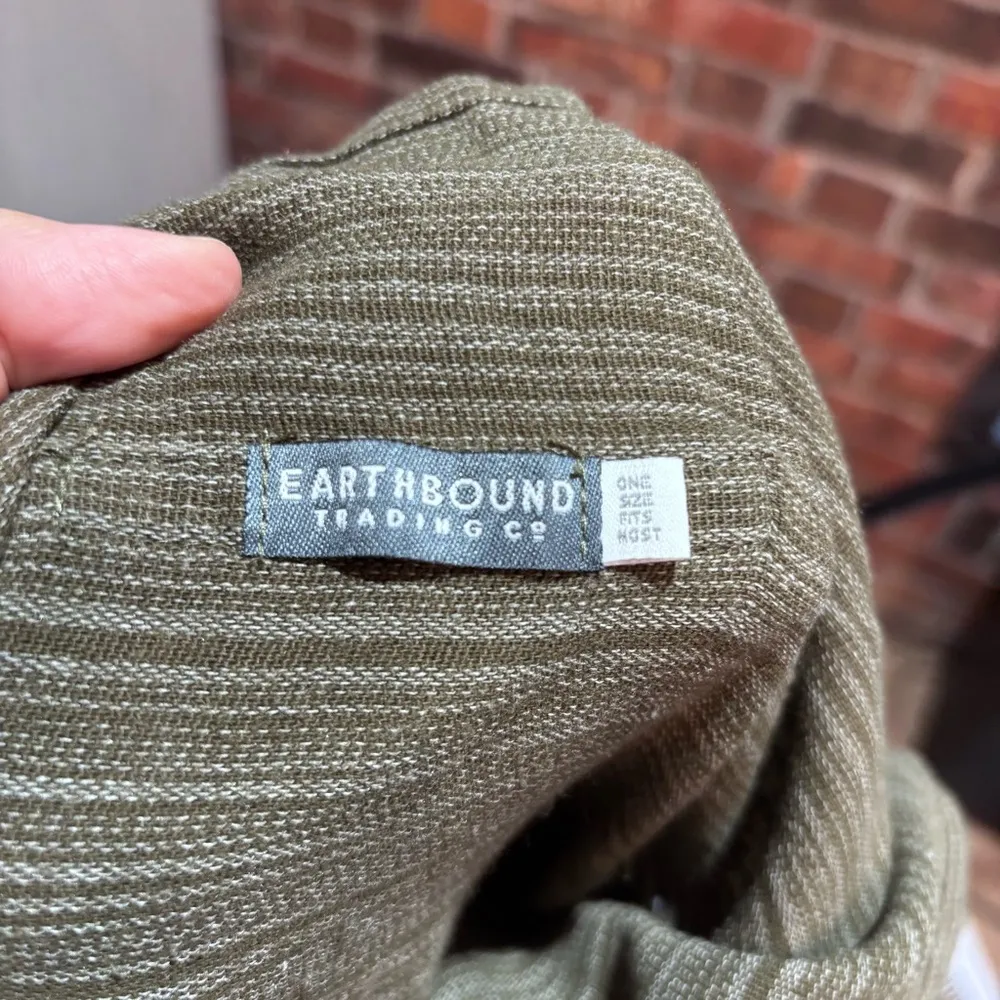 EARTHBOUND
TRADING Cº
ONE
SIZE
FITS
MOST